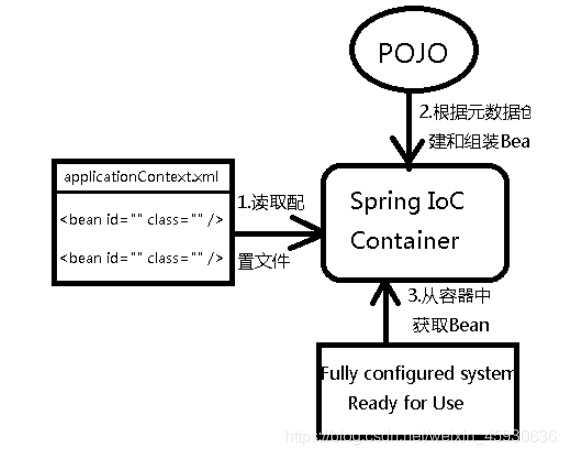 POJO
2.根据元数据创
建和组装Bea
applicationContext.xml
<bean id="" class="" />
<bean id="" class="" />
1.读取配
置文件
Spring IoC
Container
3.从容器中
获取Bean
Fully configured system
Ready for Use
https://blog.csdn.net/weixin_45930636